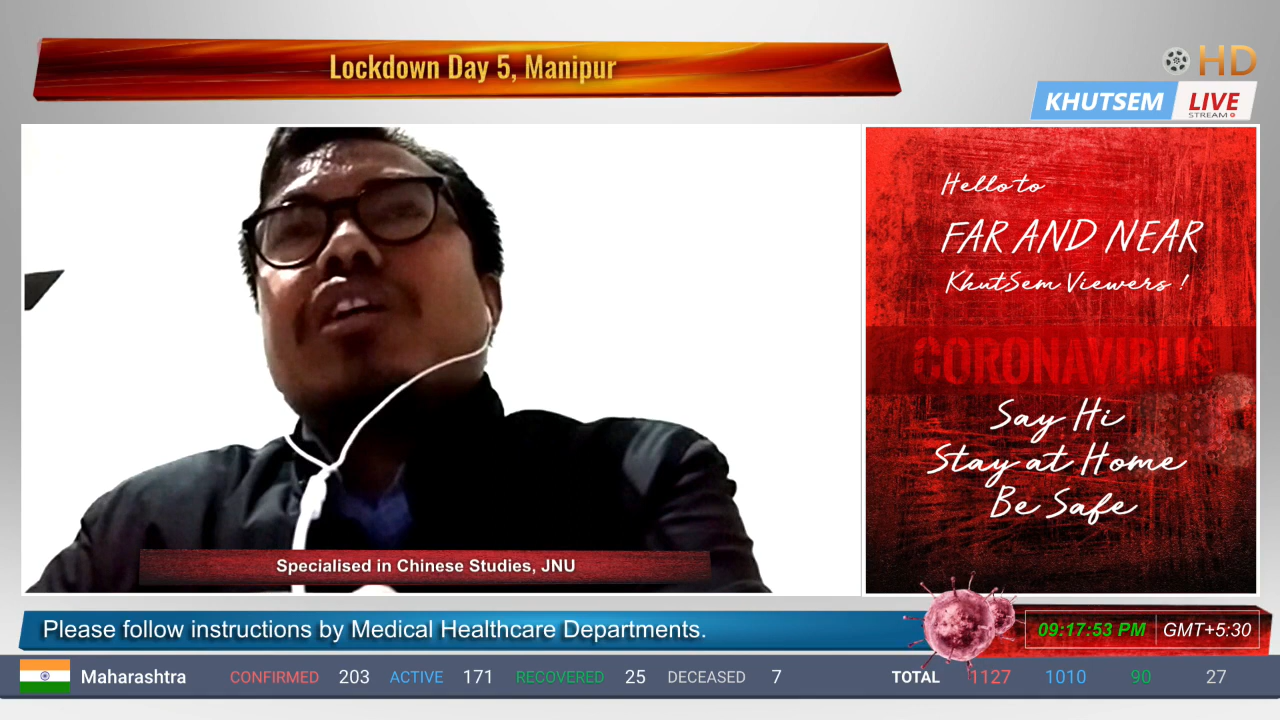 Lockdown Day 5, Manipur
HD
KHUTSEM LIVE
STREAM
Hello to
FAR AND NEAR
KhutSem Viewers !
CORONAVIRUS
Say Hi
Stay at Home
Be Safe
Specialised in Chinese Studies, JNU
Please follow instructions by Medical Healthcare Departments.
09:17:53 PM GMT+5:30
Maharashtra CONFIRMED 203 ACTIVE 171 RECOVERED 25 DECEASED 7 TOTAL 1127 1010 90 27